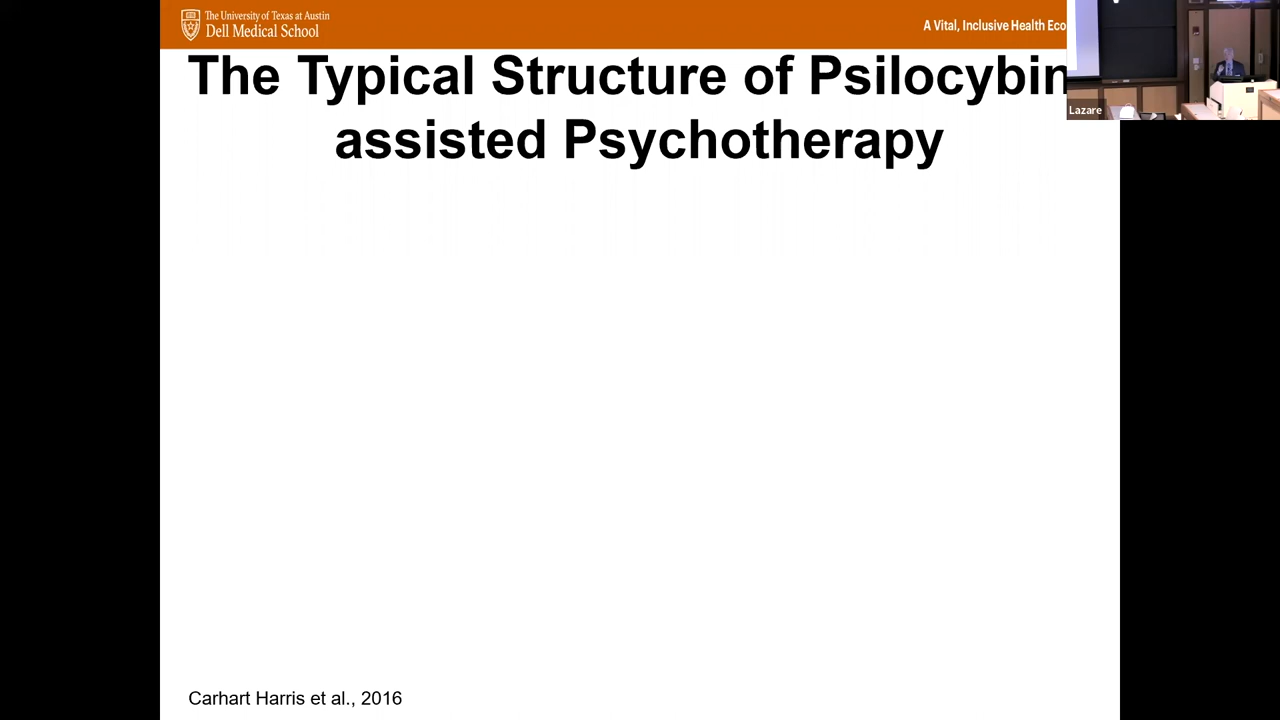 The University of Texas at Austin
Dell Medical School
A Vital, Inclusive Health Eco
Lazare
The Typical Structure of Psilocybin
assisted Psychotherapy
Carhart Harris et al., 2016